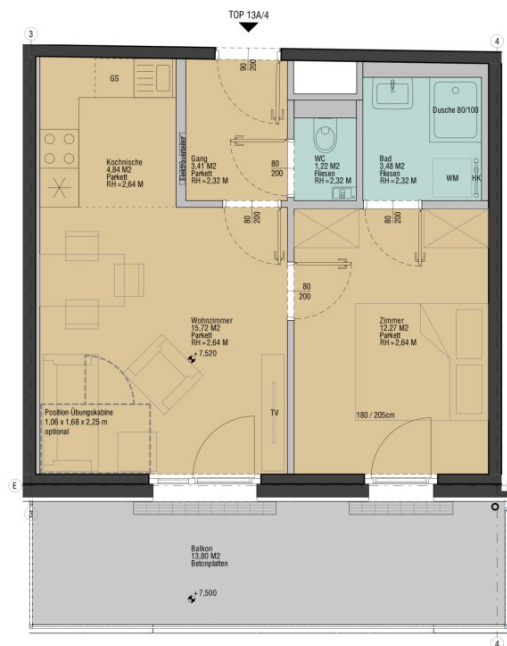 TOP 13A/4
3
4
90
200
GS
Dusche 80/100
Kochnische
4,84 M2
Parkett
RH =2,64 M
Elektroverteiler
Gang
3,41 M2
Parkett
RH =2,32 M
80
200
WC
1,22 M2
Fliesen
RH =2,32 M
Bad
3,48 M2
Fliesen
RH =2,32 M
WM
HK
80
200
80
200
80
200
Wohnzimmer
15,72 M2
Parkett
RH =2,64 M
+7,520
Zimmer
12,27 M2
Parkett
RH =2,64 M
Position Übungskabine
1,06 x 1,68 x 2,25 m
optional
TV
180 / 205cm
E
Balkon
13,80 M2
Betonplatten
+7,500
4